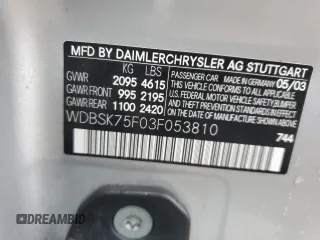 MFD BY DAIMLERCHRYSLER AG STUTTGART
KG LBS
GVWR 2095 4615
GAWR.FRONT 995 2195
GAWR.REAR 1100 2420
PASSENGER CAR 05/03
MADE IN GERMANY
THIS VEHICLE CONFORMS TO ALL APPLICABLE
U.S. FEDERAL MOTOR VEHICLE SAFETY, BUMPER
AND THEFT PREVENTION STANDARDS IN EFFECT
ON THE DATE OF MANUFACTURE SHOWN ABOVE
WDBSK75F03F053810
744
DREAMBID